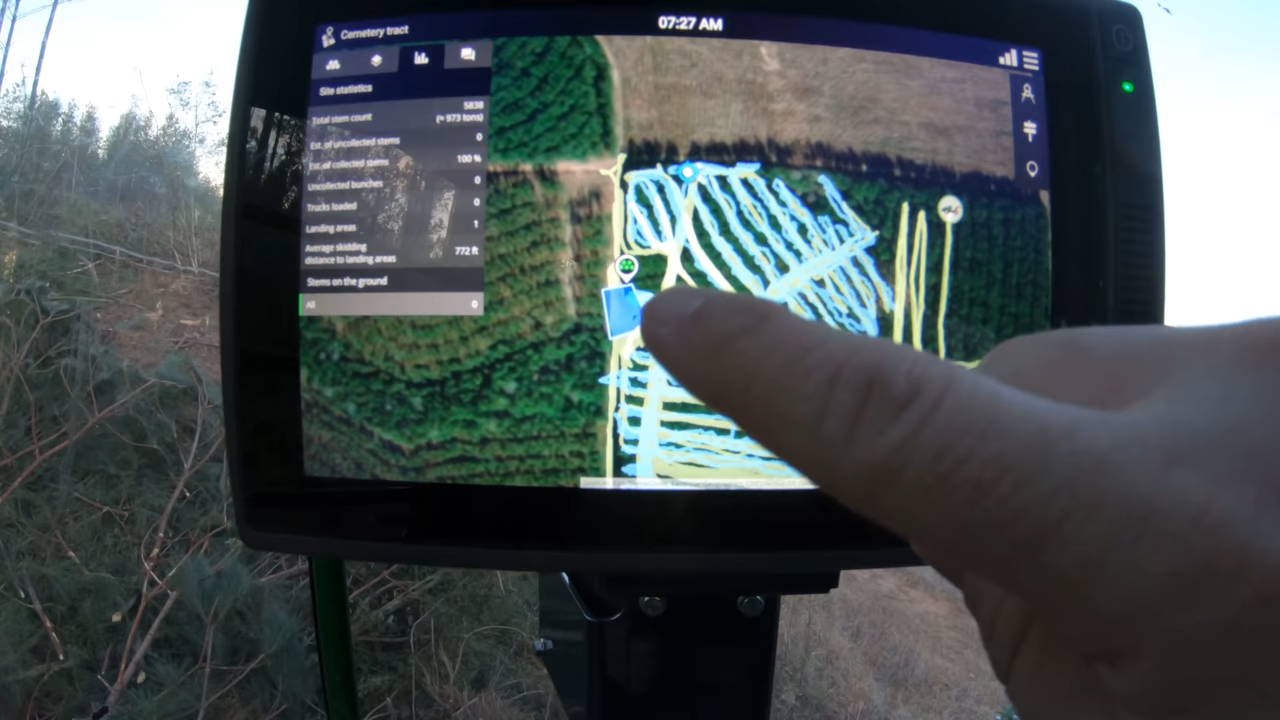 Cemetery tract
07:27 AM
Site statistics
Total stem count 5838 (≈ 973 tons)
Est. of uncollected stems 0
Est. of collected stems 100 %
Uncollected bunches 0
Trucks loaded 0
Landing areas 1
Average skidding
distance to landing areas 772 ft
Stems on the ground
All 0